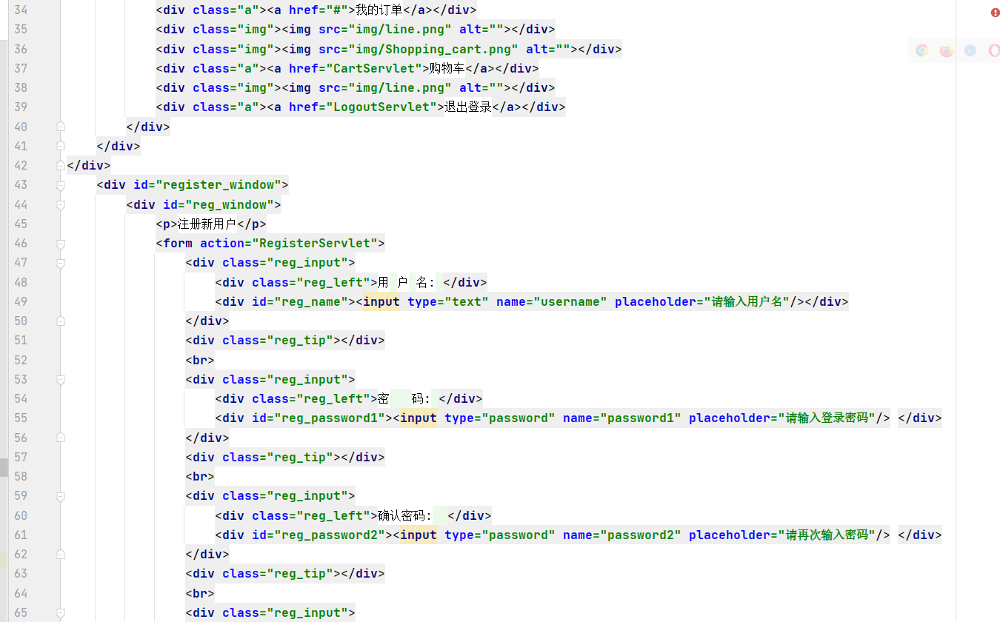 34 <div class="a"><a href="#">我的订单</a></div>
35 <div class="img"><img src="img/line.png" alt=""></div>
36 <div class="img"><img src="img/Shopping_cart.png" alt=""></div>
37 <div class="a"><a href="CartServlet">购物车</a></div>
38 <div class="img"><img src="img/line.png" alt=""></div>
39 <div class="a"><a href="LogoutServlet">退出登录</a></div>
40 </div>
41 </div>
42 </div>
43 <div id="register_window">
44 <div id="reg_window">
45 <p>注册新用户</p>
46 <form action="RegisterServlet">
47 <div class="reg_input">
48 <div class="reg_left">用 户 名: </div>
49 <div id="reg_name"><input type="text" name="username" placeholder="请输入用户名"/></div>
50 </div>
51 <div class="reg_tip"></div>
52 <br>
53 <div class="reg_input">
54 <div class="reg_left">密   码: </div>
55 <div id="reg_password1"><input type="password" name="password1" placeholder="请输入登录密码"/> </div>
56 </div>
57 <div class="reg_tip"></div>
58 <br>
59 <div class="reg_input">
60 <div class="reg_left">确认密码:  </div>
61 <div id="reg_password2"><input type="password" name="password2" placeholder="请再次输入密码"/> </div>
62 </div>
63 <div class="reg_tip"></div>
64 <br>
65 <div class="reg_input">